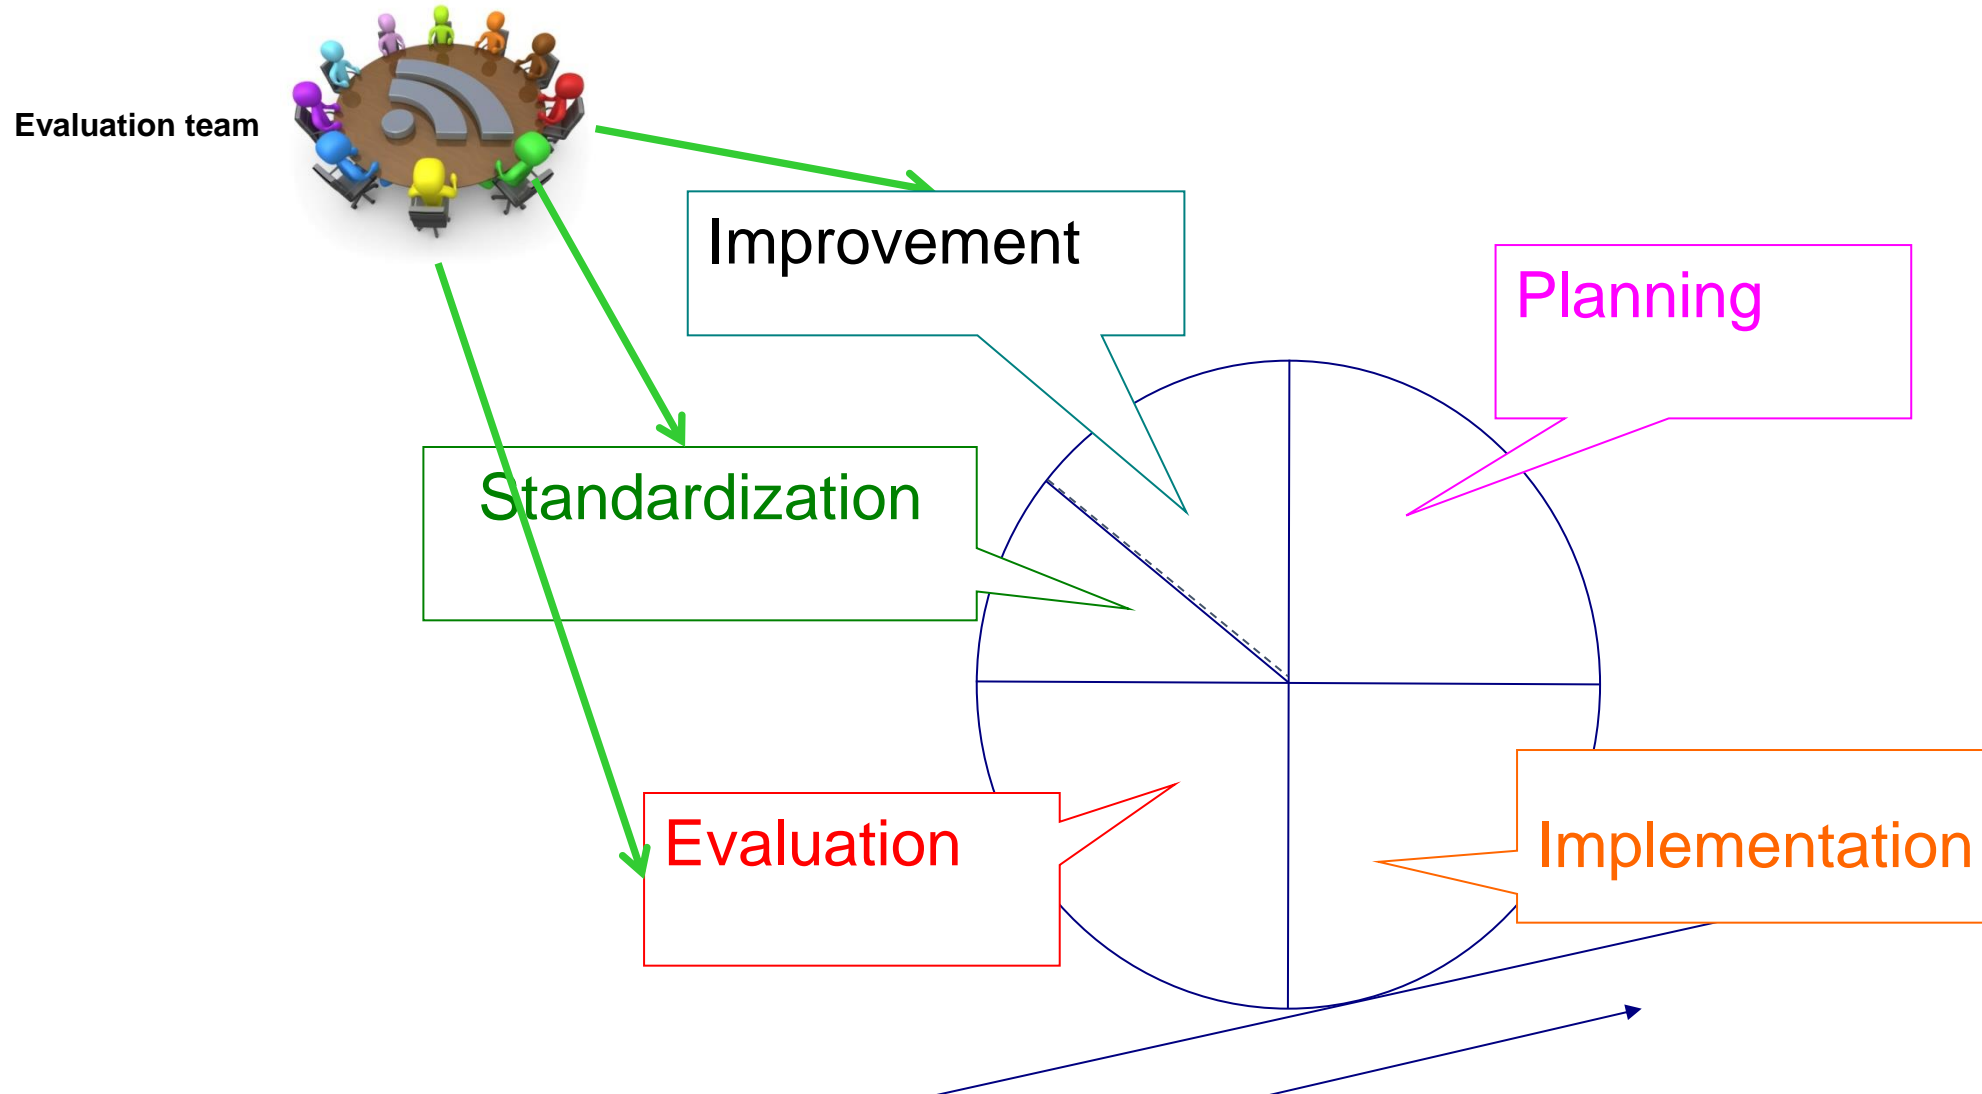 Evaluation team
Improvement
Planning
Standardization
Evaluation
Implementation